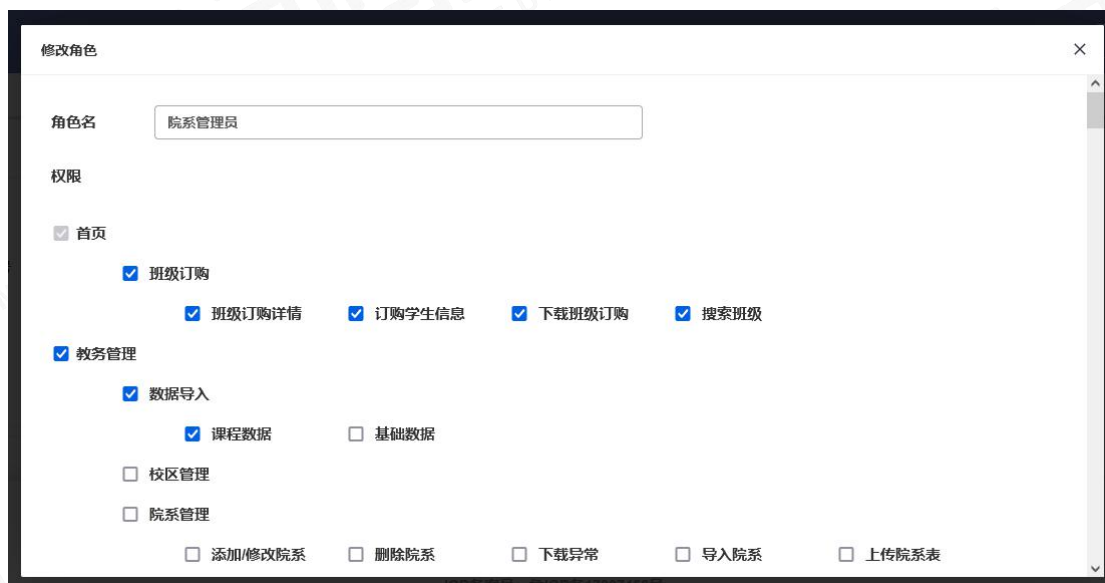 修改角色
角色名 院系管理员
权限
首页
班级订购
班级订购详情 订购学生信息 下载班级订购 搜索班级
教务管理
数据导入
课程数据 基础数据
校区管理
院系管理
添加/修改院系 删除院系 下载异常 导入院系 上传院系表